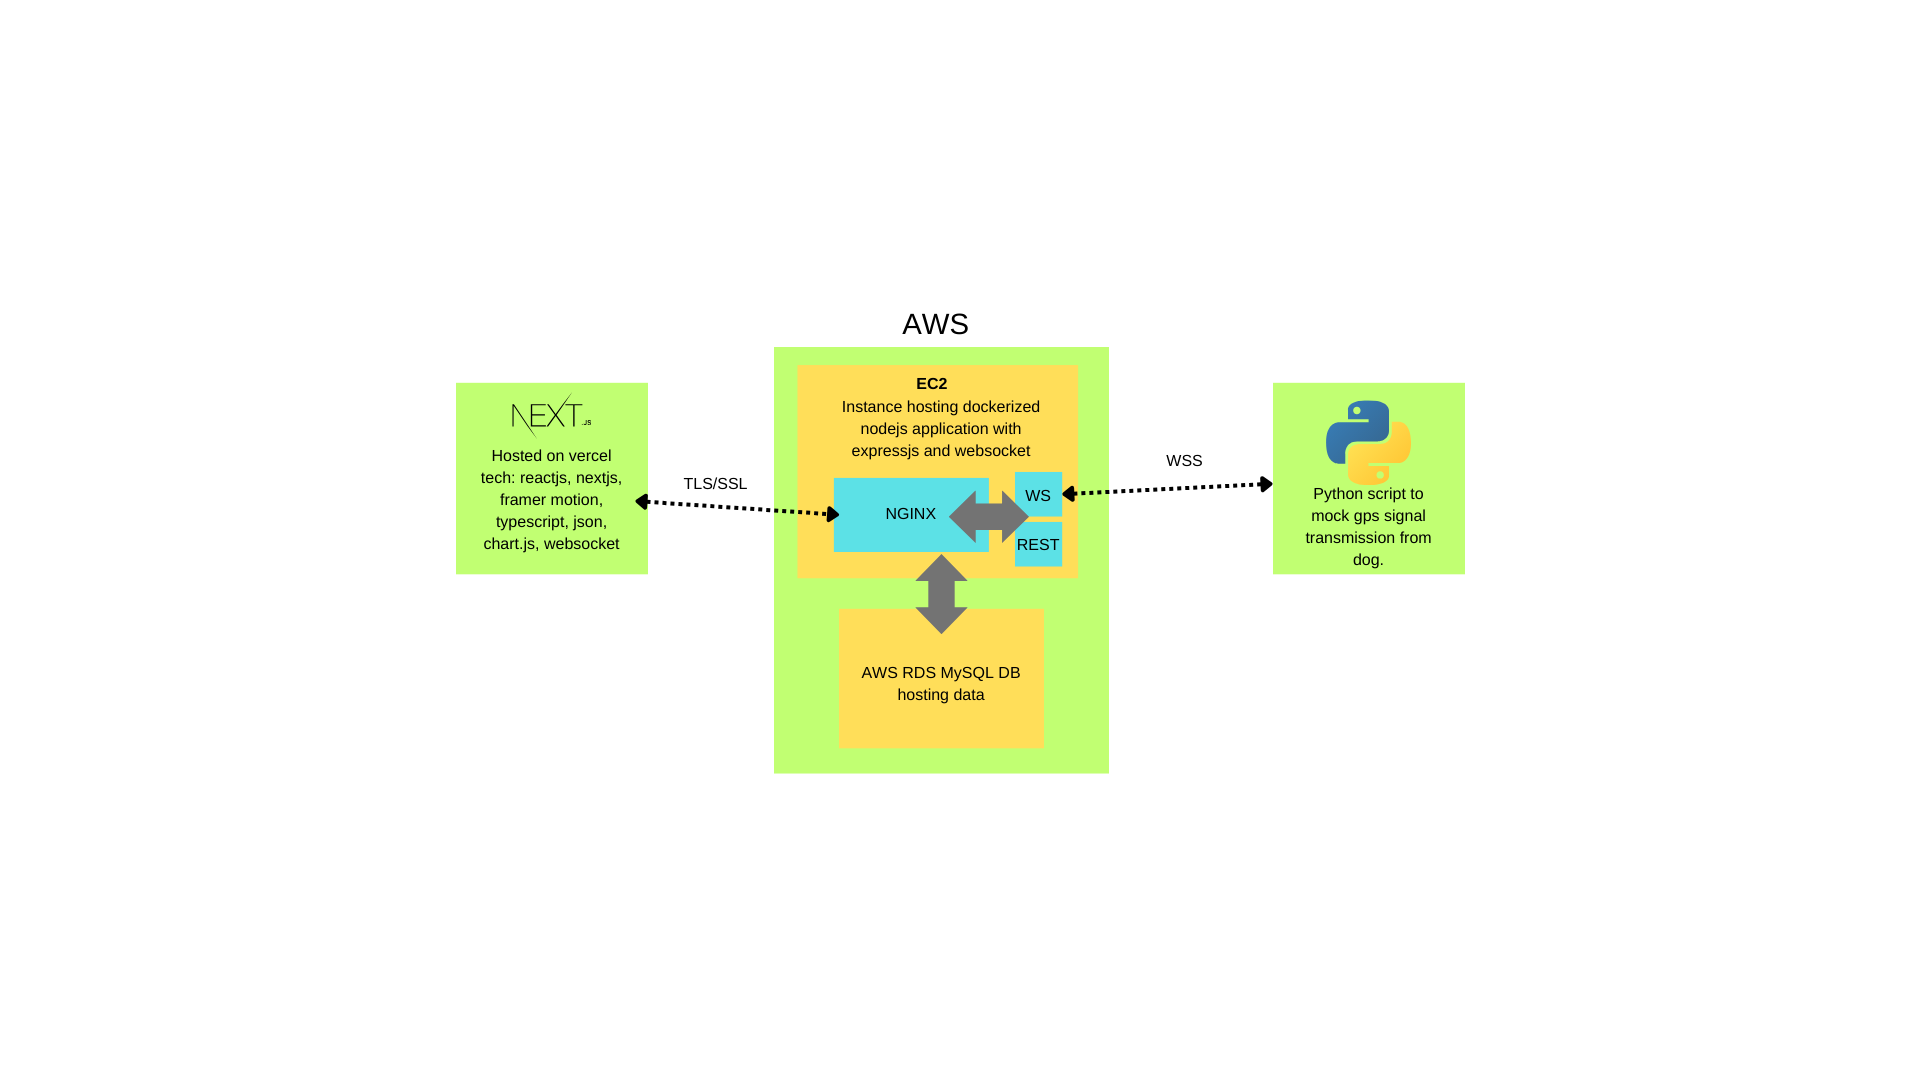 AWS
NEXT.JS
Hosted on vercel
tech: reactjs, nextjs,
framer motion,
typescript, json,
chart.js, websocket
TLS/SSL
EC2
Instance hosting dockerized
nodejs application with
expressjs and websocket
NGINX
WS
REST
AWS RDS MySQL DB
hosting data
WSS
Python script to
mock gps signal
transmission from
dog.